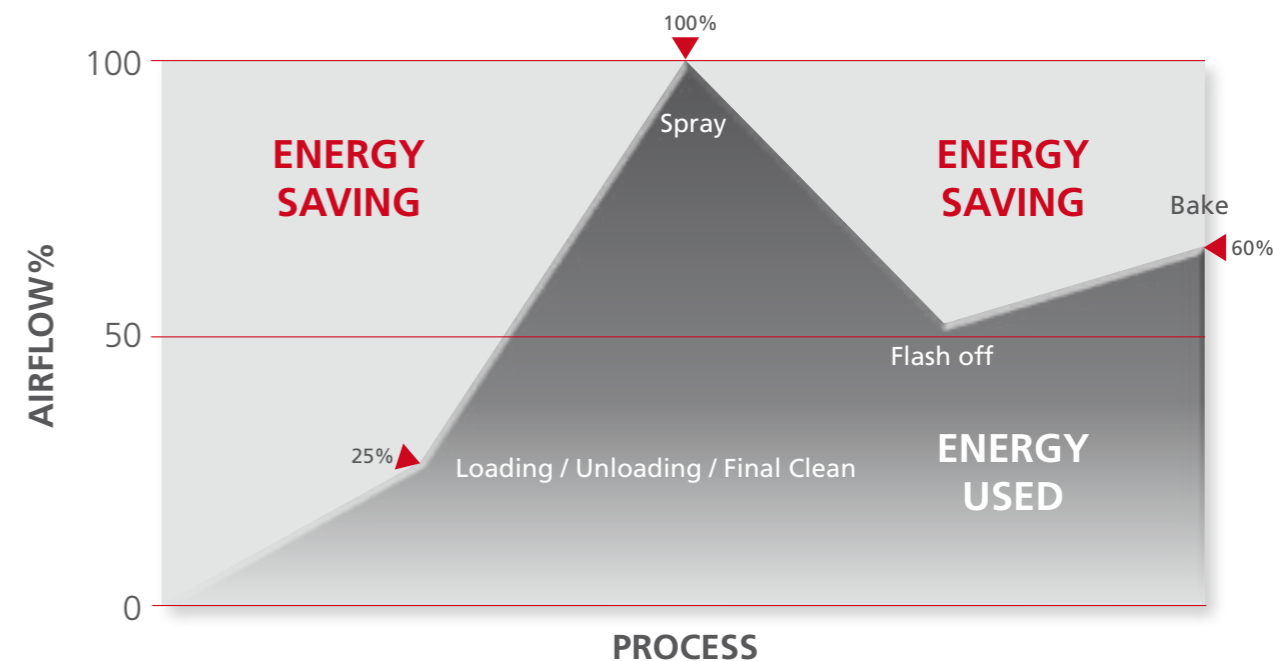 100%
100
Spray
ENERGY
SAVING
ENERGY
SAVING
Bake
60%
AIRFLOW%
50
Flash off
25%
Loading / Unloading / Final Clean
ENERGY
USED
0
PROCESS